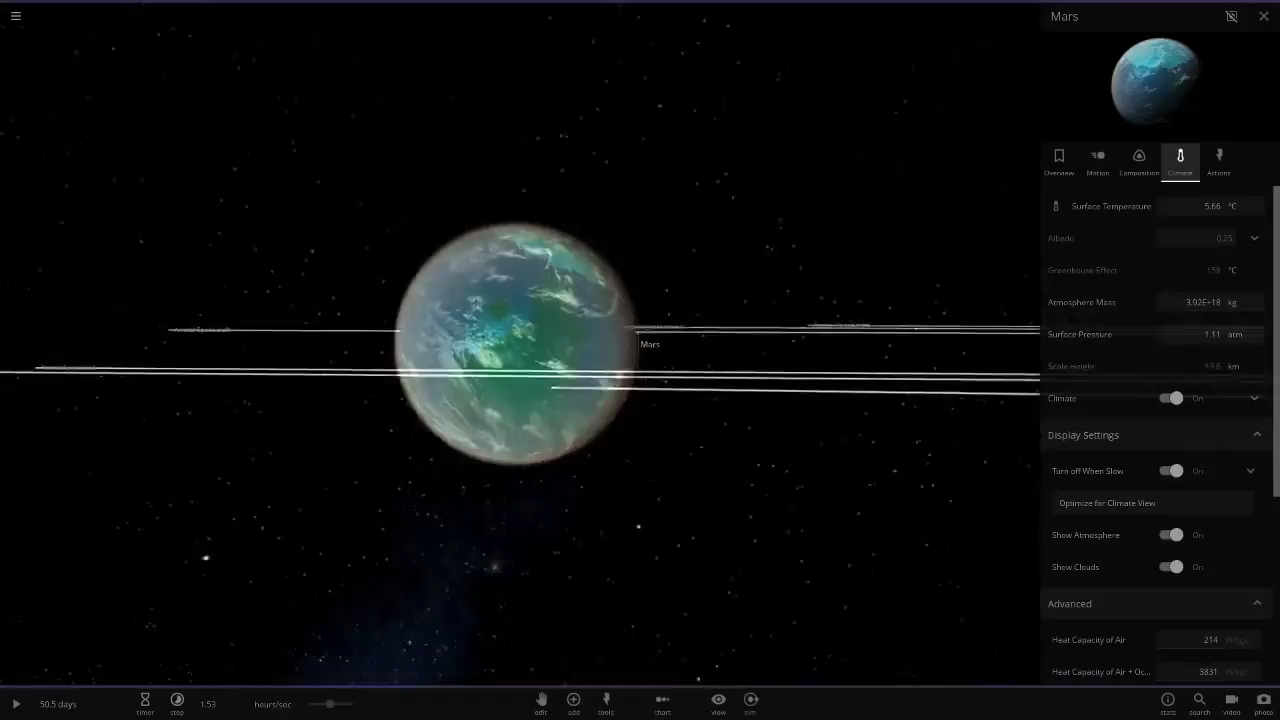 Mars
Overview Motion Composition Climate Actions
Surface Temperature 5.66 °C
Albedo 0.25
Greenhouse Effect 158 °C
Atmosphere Mass 3.92E+18 kg
Mars
Surface Pressure 1.11 atm
Scale Height km
Climate On
Display Settings
Turn off When Slow On
Optimize for Climate View
Show Atmosphere On
Show Clouds On
Advanced
Heat Capacity of Air 214
Heat Capacity of Air + Oc... 3831
50.5 days timer step 1.53 hours/sec edit add tools chart view sim stats search video photo